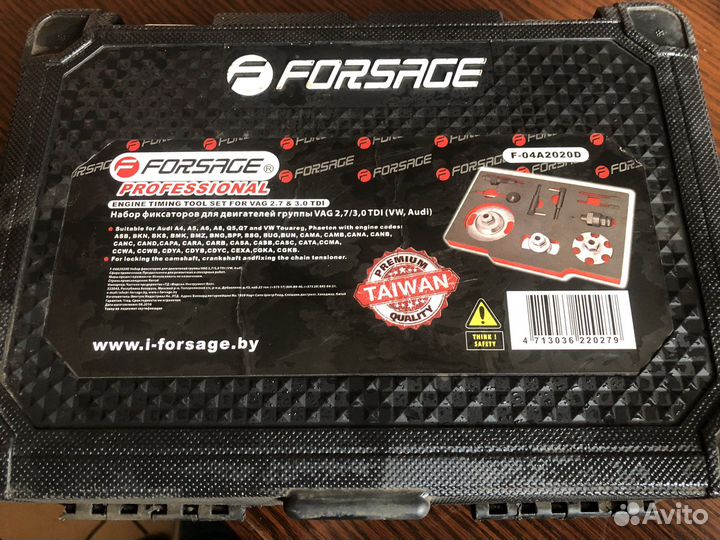 FORSAGE
FORSAGE®
PROFESSIONAL
F-04A2020D
ENGINE TIMING TOOL SET FOR VAG 2.7 & 3.0 TDI
Набор фиксаторов для двигателей группы VAG 2,7/3,0 TDI (VW, Audi)
• Suitable for Audi A4, A5, A6, A8, Q5,Q7 and VW Touareg, Phaeton with engine codes:
ASB, BKN, BKS, BMK, BMZ, BNG,BPP, BSG, BUG,BUN, CAMA, CAMB,CANA, CANB,
CANC, CAND,CAPA, CARA, CARB, CASA, CASB,CASC, CATA,CCMA,
CCWA, CCWB, CDYA, CDYB,CDYC, CEXA,CGKA, CGKB.
• For locking the camshaft, crankshaft andfixing the chain tensioner.
PREMIUM
TAIWAN
QUALITY
THINK !
SAFETY
4 713036 220279
www.i-forsage.by
Avito